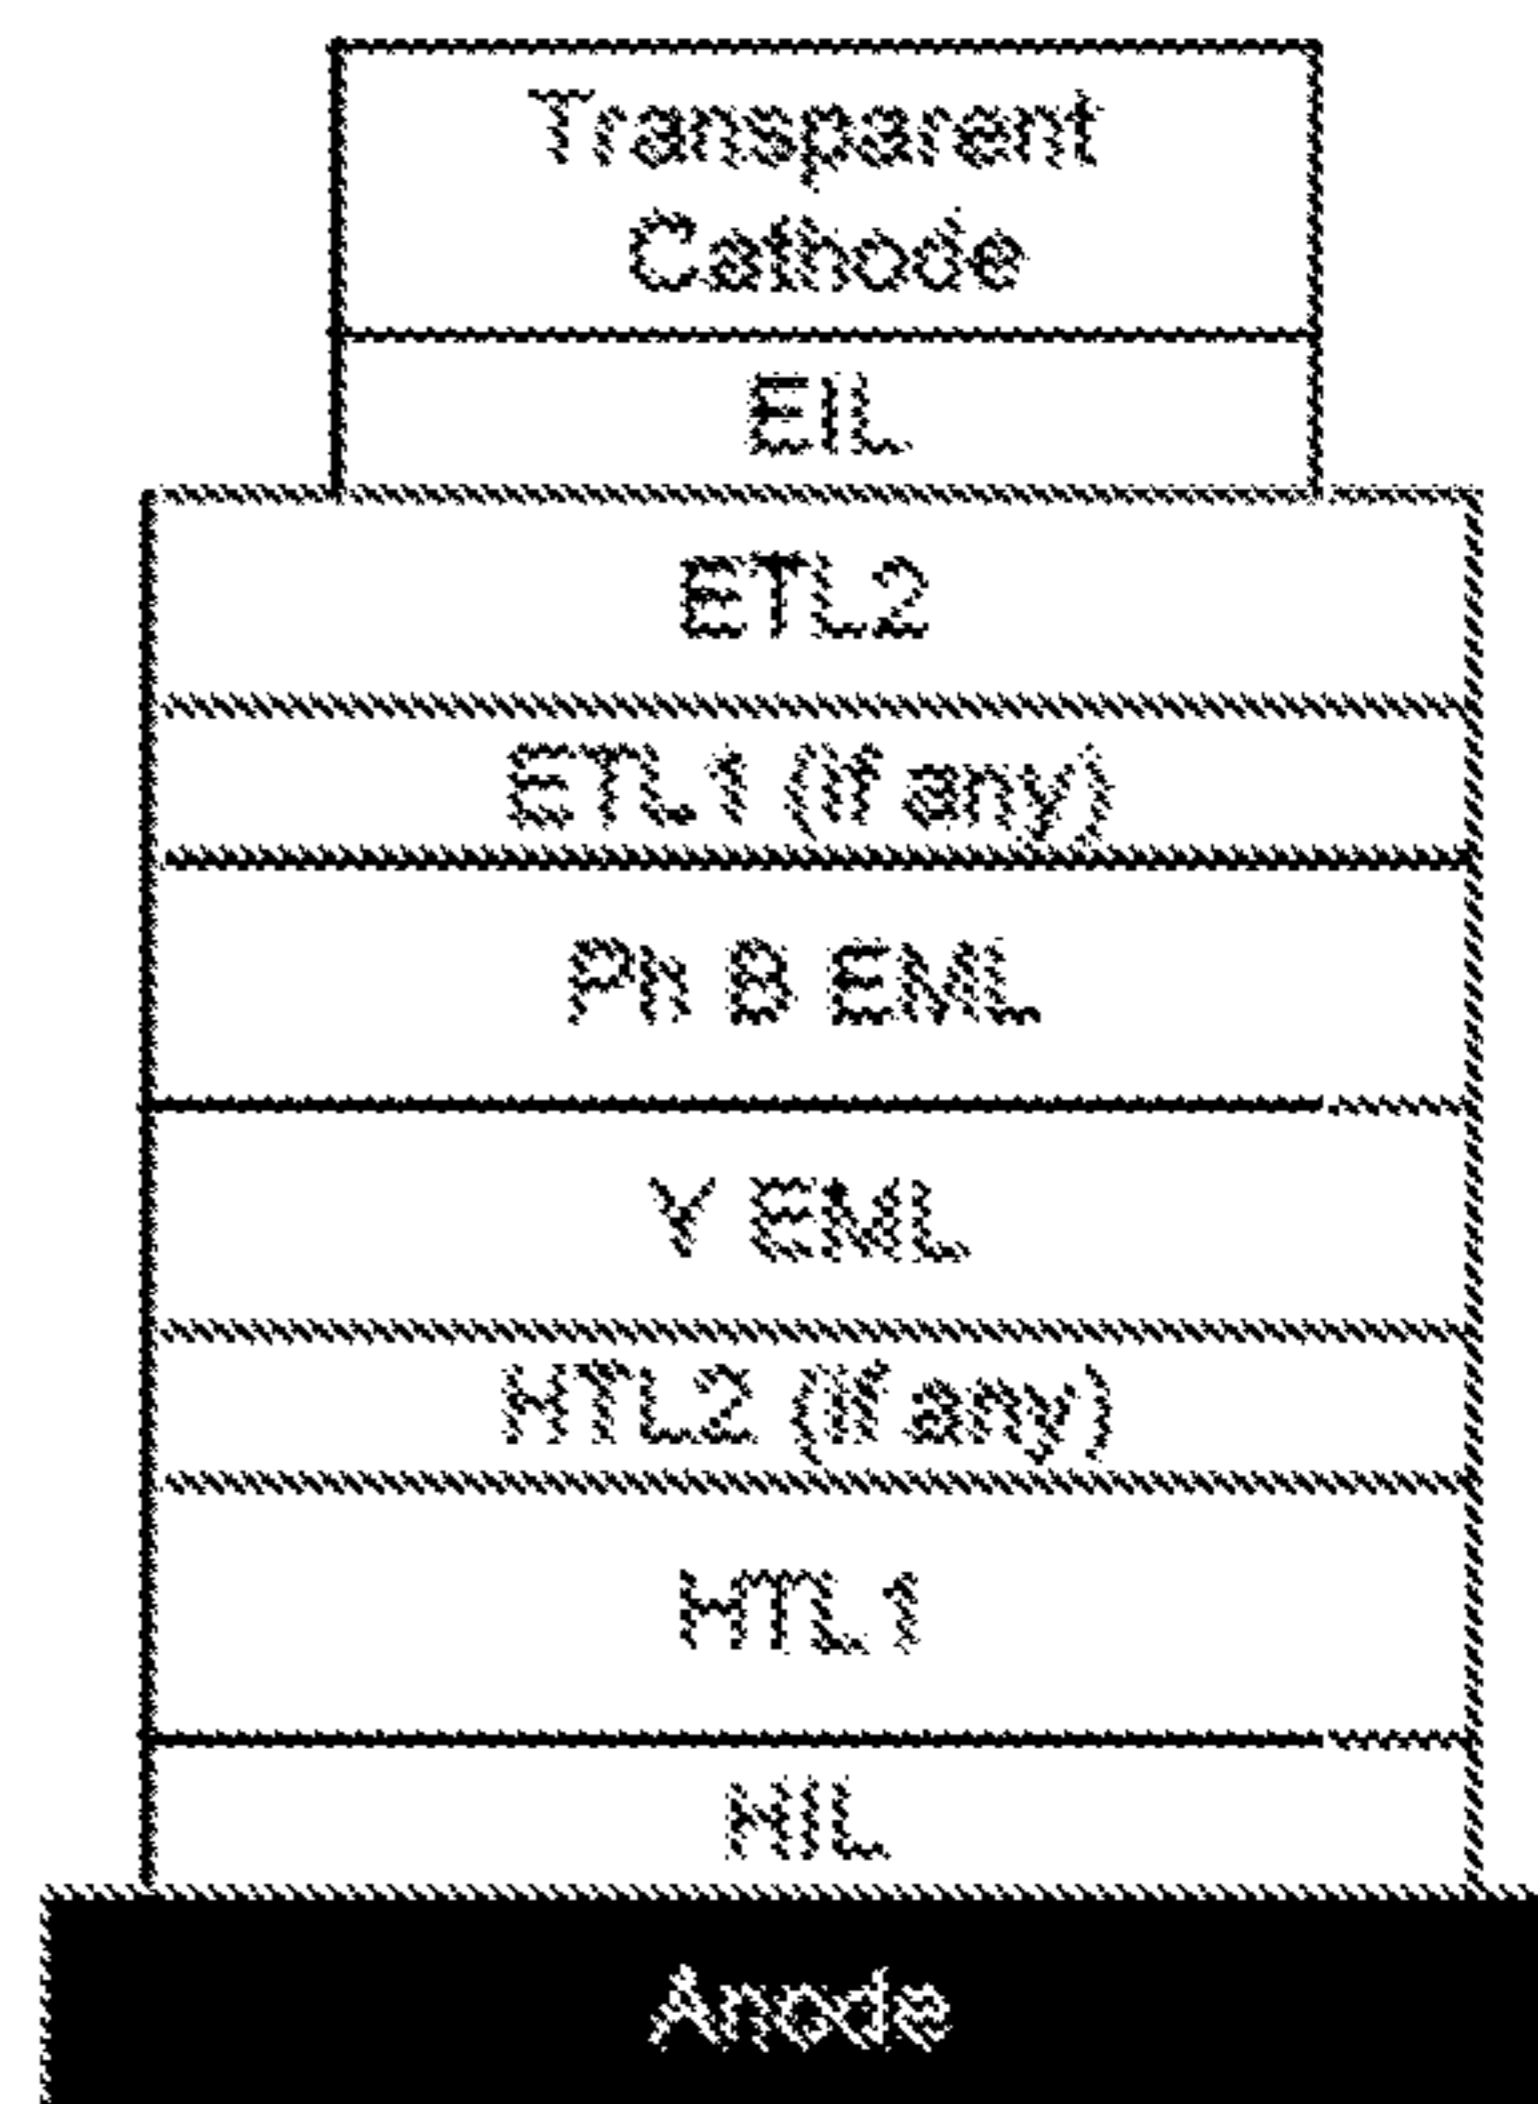 Transparent
Cathode
EIL
ETL2
ETL1 (if any)
Ph B EML
Y EML
HTL2 (if any)
HTL1
HIL
Anode